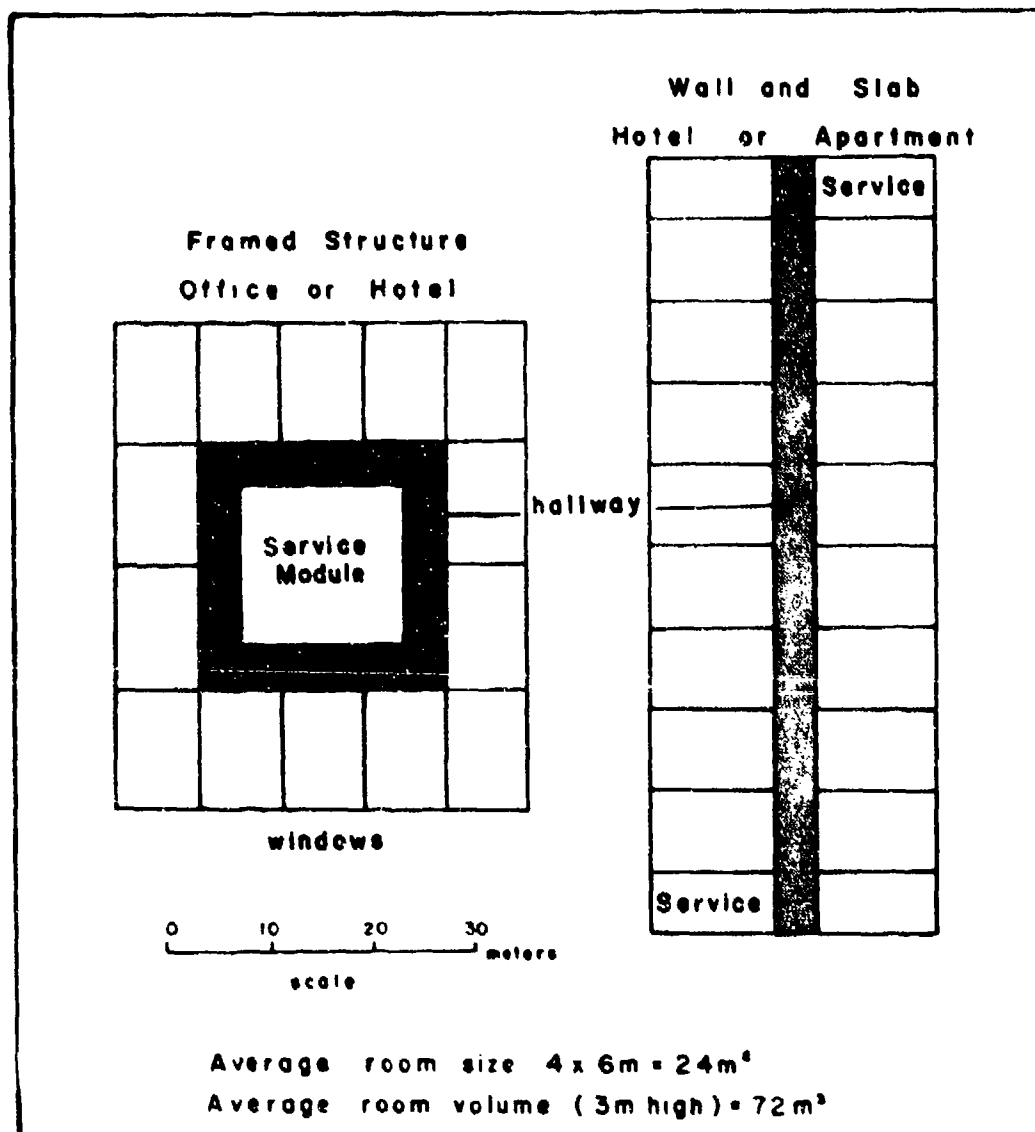 Wall and Slab
Hotel or Apartment
Service
Framed Structure
Office or Hotel
hallway
Service
Module
windows
Service
0 10 20 30
meters
scale
Average room size 4 x 6m = 24m²
Average room volume (3m high) = 72m³